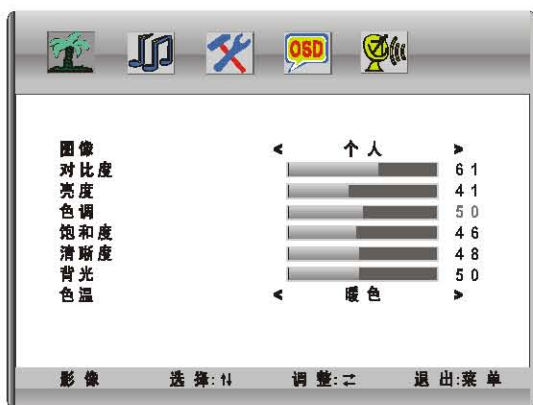 OSD
图像 < 个人 >
对比度 61
亮度 41
色调 50
饱和度 46
清晰度 48
背光 50
色温 < 暖色 >
影像 选择:⇅ 调整:⇄ 退出:菜单